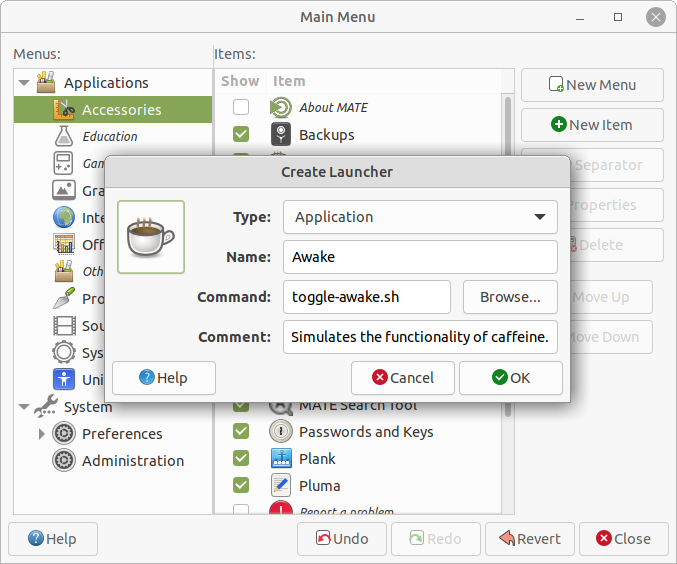 Main Menu
Menus:
Items:
Show Item
Applications
Accessories
Education
Gam
Gra
Inte
Offi
Oth
Pro
Sou
Sys
Uni
System
Preferences
Administration
About MATE
Backups
MATE Search Tool
Passwords and Keys
Plank
Pluma
Report a problem
New Menu
New Item
Separator
Properties
Delete
Move Up
Move Down
Create Launcher
Type: Application
Name: Awake
Command: toggle-awake.sh Browse...
Comment: Simulates the functionality of caffeine.
Help Cancel OK
Help Undo Redo Revert Close